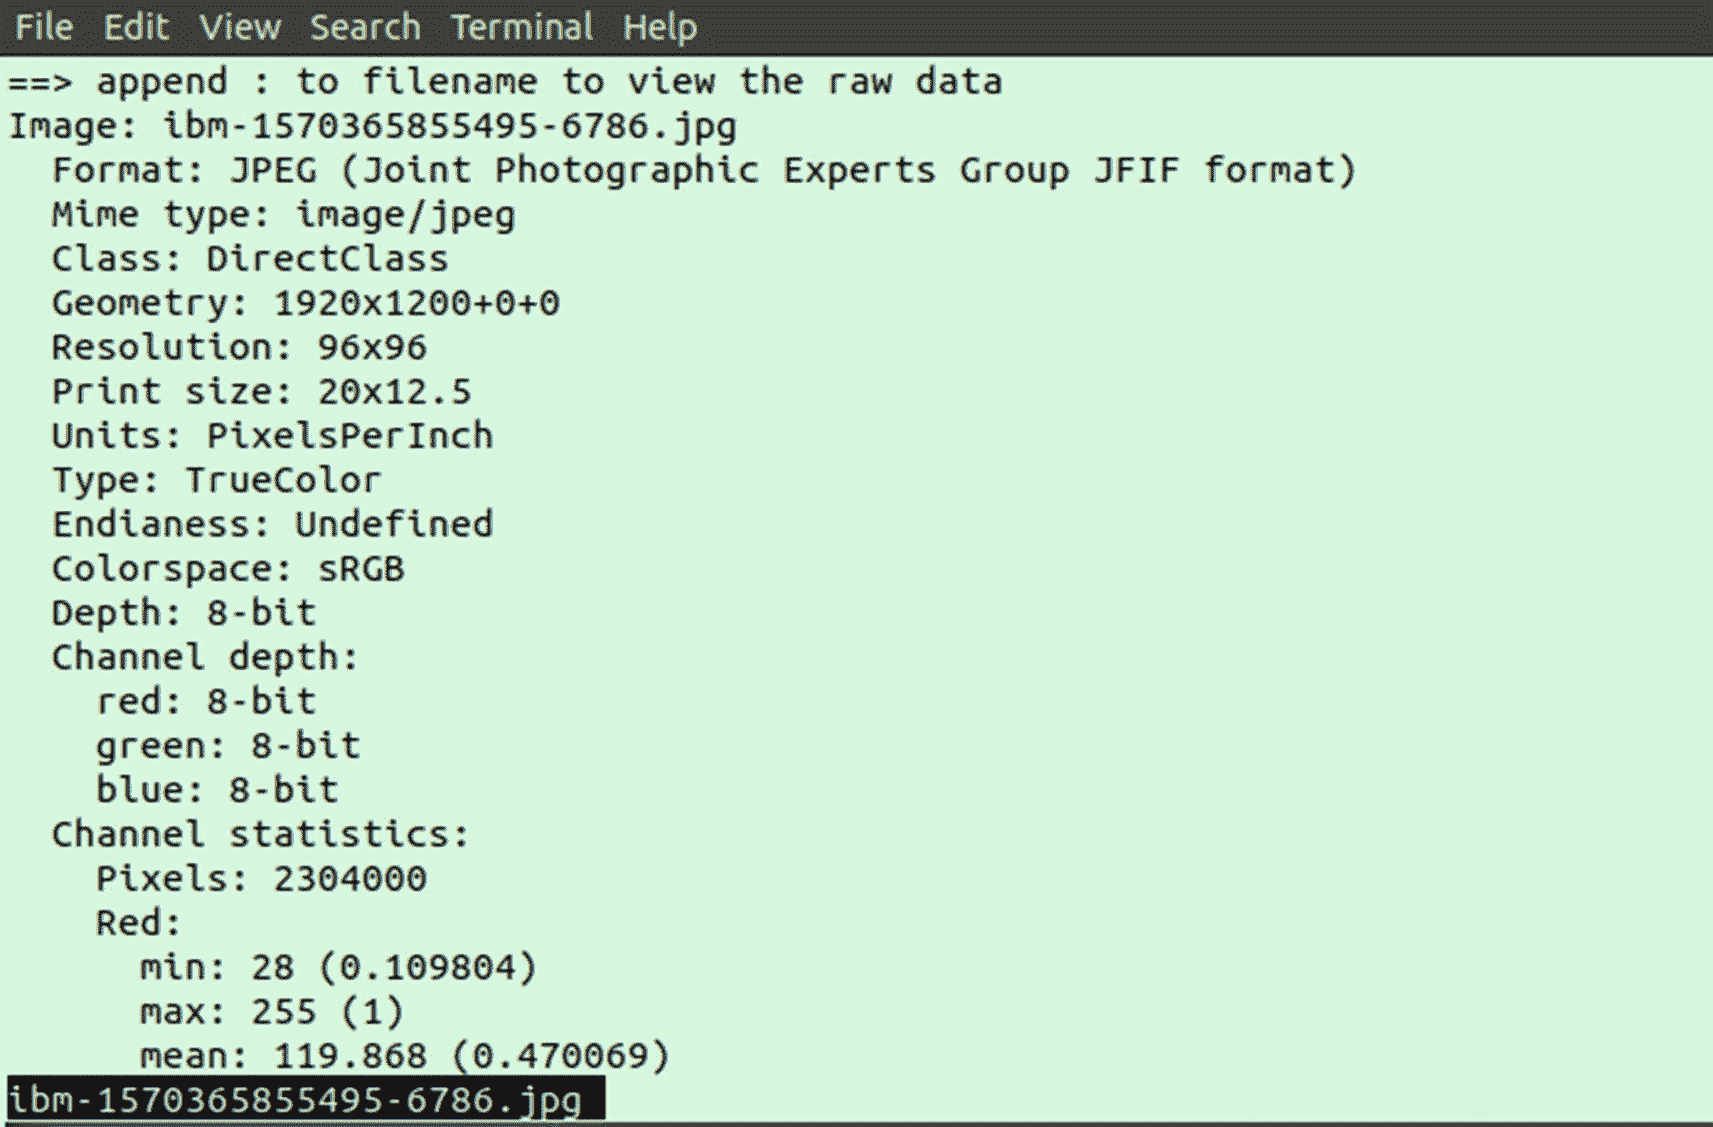 File Edit View Search Terminal Help
==> append : to filename to view the raw data
Image: ibm-1570365855495-6786.jpg
Format: JPEG (Joint Photographic Experts Group JFIF format)
Mime type: image/jpeg
Class: DirectClass
Geometry: 1920x1200+0+0
Resolution: 96x96
Print size: 20x12.5
Units: PixelsPerInch
Type: TrueColor
Endianess: Undefined
Colorspace: sRGB
Depth: 8-bit
Channel depth:
red: 8-bit
green: 8-bit
blue: 8-bit
Channel statistics:
Pixels: 2304000
Red:
min: 28 (0.109804)
max: 255 (1)
mean: 119.868 (0.470069)
ibm-1570365855495-6786.jpg